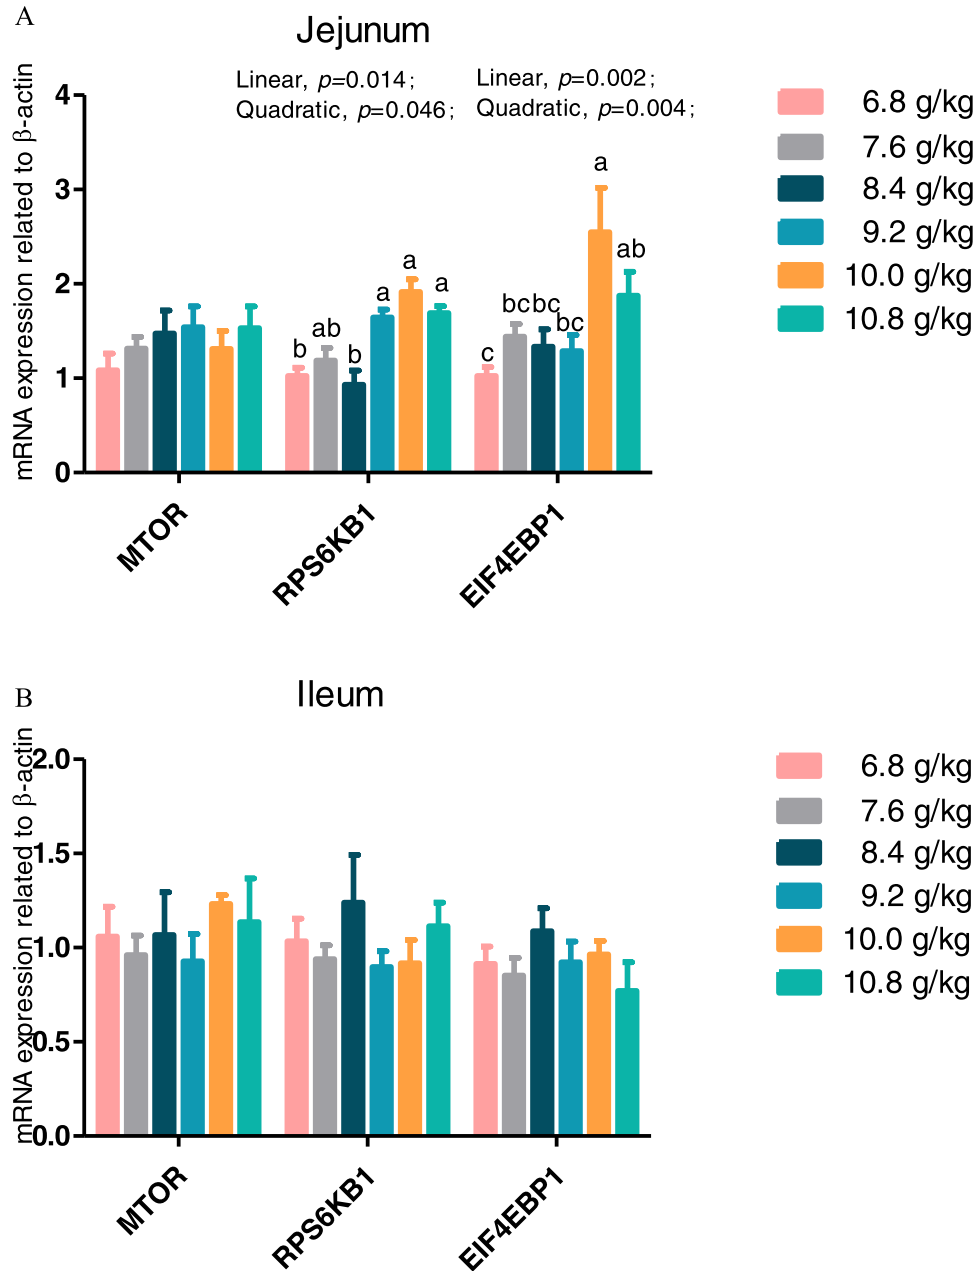 A
Jejunum
Linear, p=0.014;
Quadratic, p=0.046;
Linear, p=0.002;
Quadratic, p=0.004;
mRNA expression related to β-actin
4
3
2
1
0
b
ab
b
a
a
a
c
bc
bc
bc
a
ab
MTOR
RPS6KB1
EIF4EBP1
6.8 g/kg
7.6 g/kg
8.4 g/kg
9.2 g/kg
10.0 g/kg
10.8 g/kg
B
Ileum
mRNA expression related to β-actin
2.0
1.5
1.0
0.5
0.0
MTOR
RPS6KB1
EIF4EBP1
6.8 g/kg
7.6 g/kg
8.4 g/kg
9.2 g/kg
10.0 g/kg
10.8 g/kg